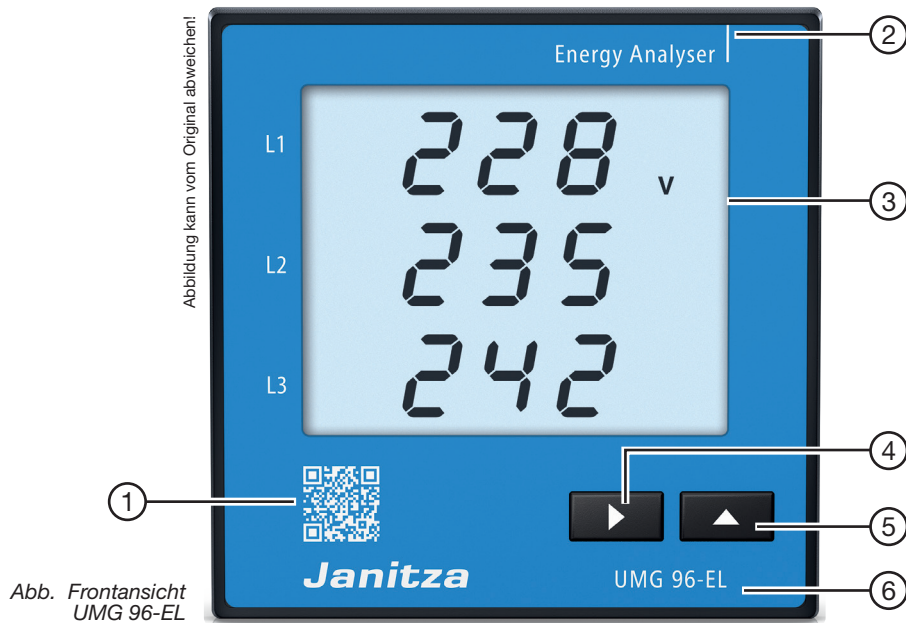 Abbildung kann vom Original abweichen!
Energy Analyser
2
L1
228
V
3
L2
235
L3
242
4
1
5
Janitza
UMG 96-EL
6
Abb. Frontansicht
UMG 96-EL